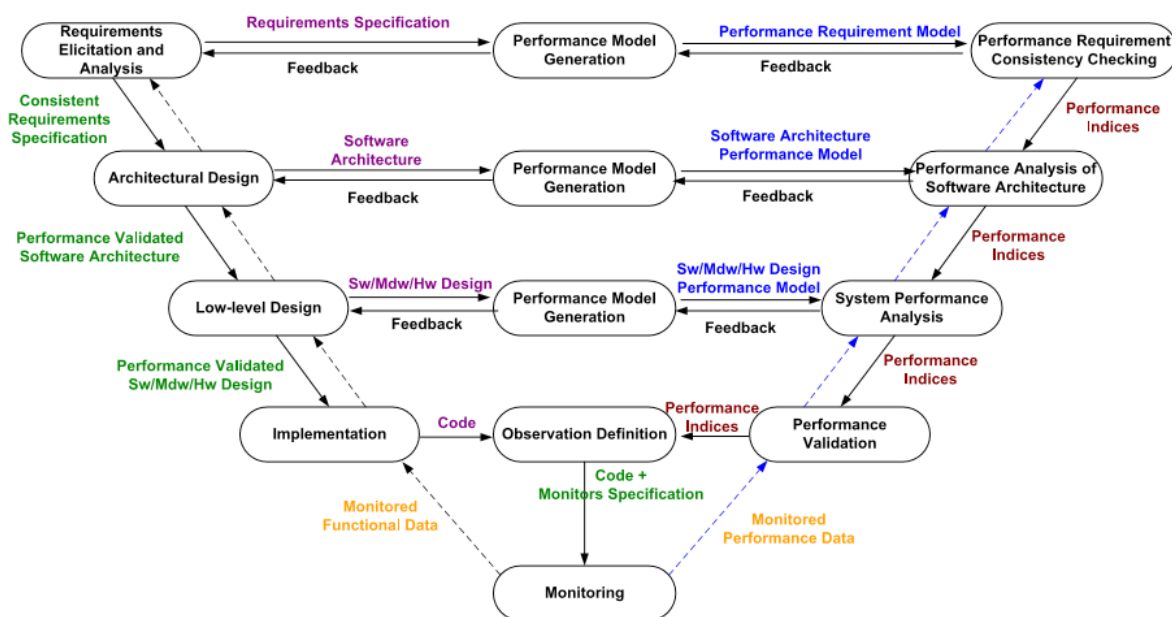 Requirements
Elicitation and
Analysis
Requirements Specification
Feedback
Performance Model
Generation
Performance Requirement Model
Feedback
Performance Requirement
Consistency Checking
Consistent
Requirements
Specification
Performance
Indices
Architectural Design
Software
Architecture
Feedback
Performance Model
Generation
Software Architecture
Performance Model
Feedback
Performance Analysis of
Software Architecture
Performance Validated
Software Architecture
Performance
Indices
Low-level Design
Sw/Mdw/Hw Design
Feedback
Performance Model
Generation
Sw/Mdw/Hw Design
Performance Model
Feedback
System Performance
Analysis
Performance Validated
Sw/Mdw/Hw Design
Performance
Indices
Implementation
Code
Observation Definition
Performance
Indices
Performance
Validation
Code +
Monitors Specification
Monitored
Functional Data
Monitored
Performance Data
Monitoring